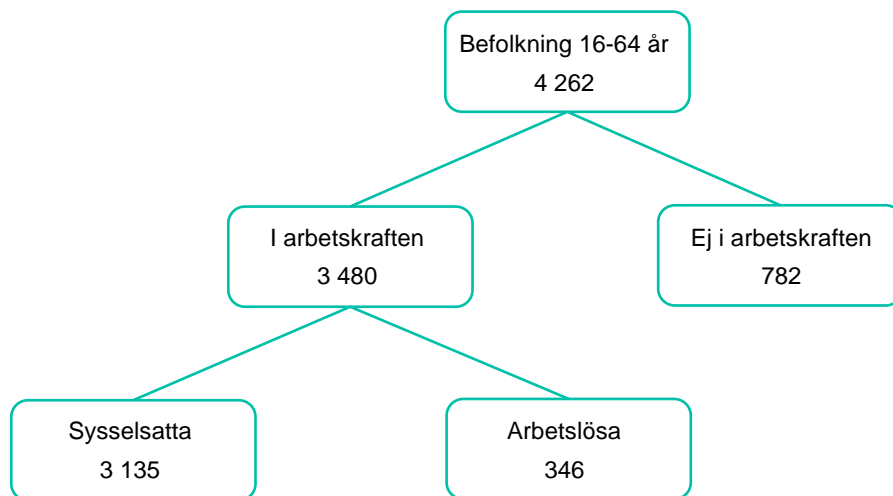 Befolkning 16-64 år
4 262
I arbetskraften
3 480
Ej i arbetskraften
782
Sysselsatta
3 135
Arbetslösa
346